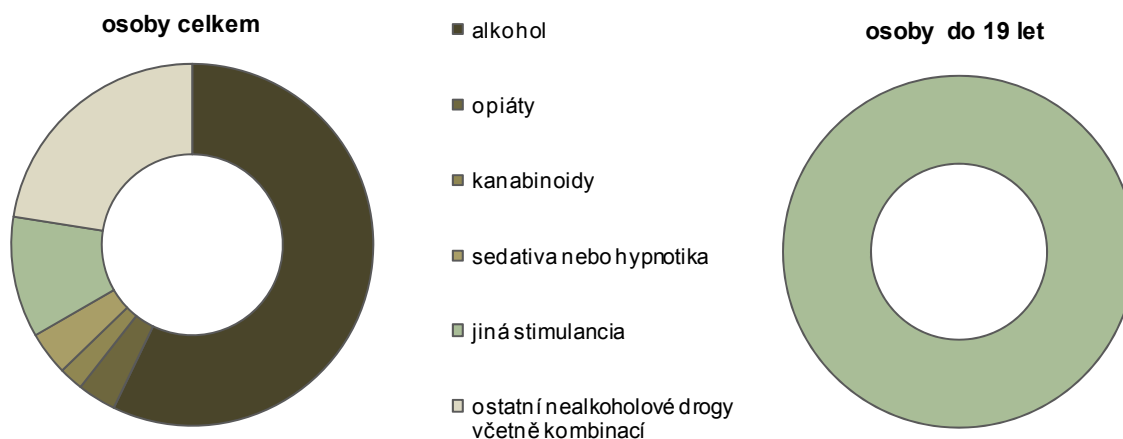 osoby celkem
alkohol
opiáty
kanabinoidy
sedativa nebo hypnotika
jiná stimulancia
ostatní nealkoholové drogy
včetně kombinací
osoby do 19 let